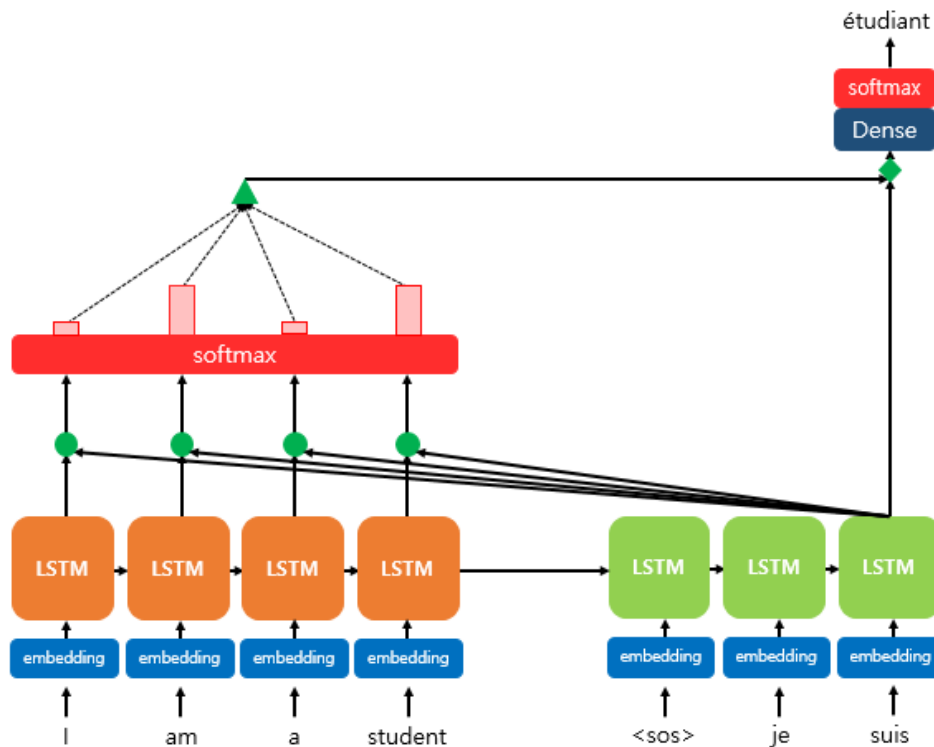 étudiant
softmax
Dense
softmax
LSTM LSTM LSTM LSTM LSTM LSTM LSTM
embedding embedding embedding embedding embedding embedding embedding
I am a student <sos> je suis